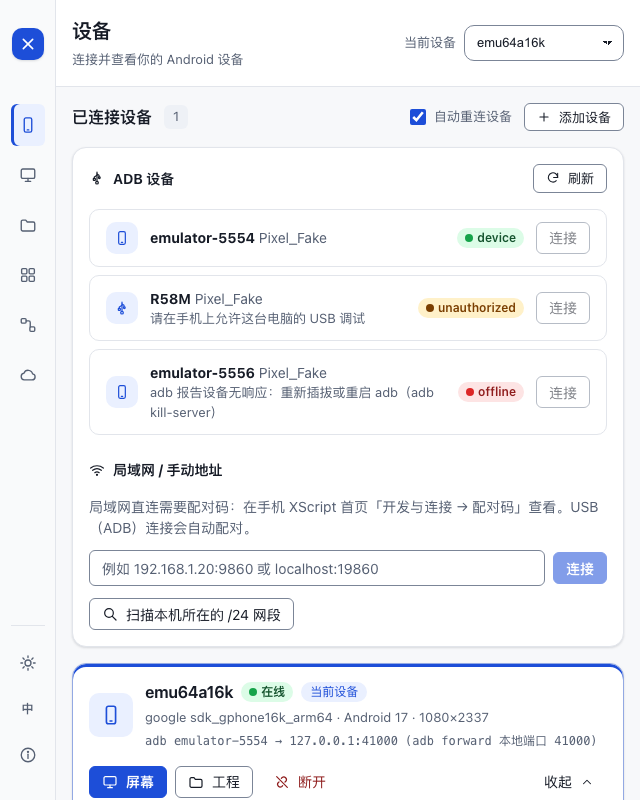 设备
连接并查看你的 Android 设备
当前设备 emu64a16k
已连接设备 1
自动重连设备
添加设备
ADB 设备
刷新
emulator-5554 Pixel_Fake
device
连接
R58M Pixel_Fake
请在手机上允许这台电脑的 USB 调试
unauthorized
连接
emulator-5556 Pixel_Fake
adb 报告设备无响应：重新插拔或重启 adb（adb
kill-server）
offline
连接
局域网 / 手动地址
局域网直连需要配对码：在手机 XScript 首页「开发与连接 → 配对码」查看。USB
（ADB）连接会自动配对。
例如 192.168.1.20:9860 或 localhost:19860
连接
扫描本机所在的 /24 网段
emu64a16k 在线 当前设备
google sdk_gphone16k_arm64 · Android 17 · 1080×2337
adb emulator-5554 → 127.0.0.1:41000 (adb forward 本地端口 41000)
屏幕
工程
断开
收起
中